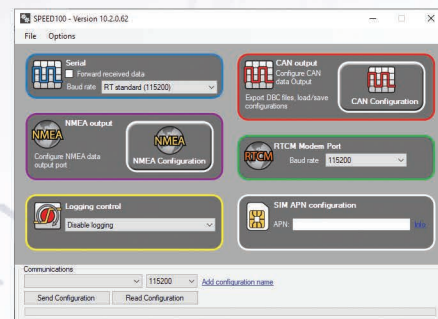 SPEED100 - Version 10.2.0.62
File Options
Serial
Forward received data
Baud rate RT standard (115200)
CAN output
Configure CAN
data Output
Export DBC files, load/save
configurations
CAN Configuration
NMEA output
NMEA
Configure NMEA data
output port
NMEA
NMEA Configuration
RTCM Modem Port
RTCM
Baud rate 115200
Logging control
Disable logging
SIM APN configuration
APN:
Info
Communications
115200 Add configuration name
Send Configuration Read Configuration